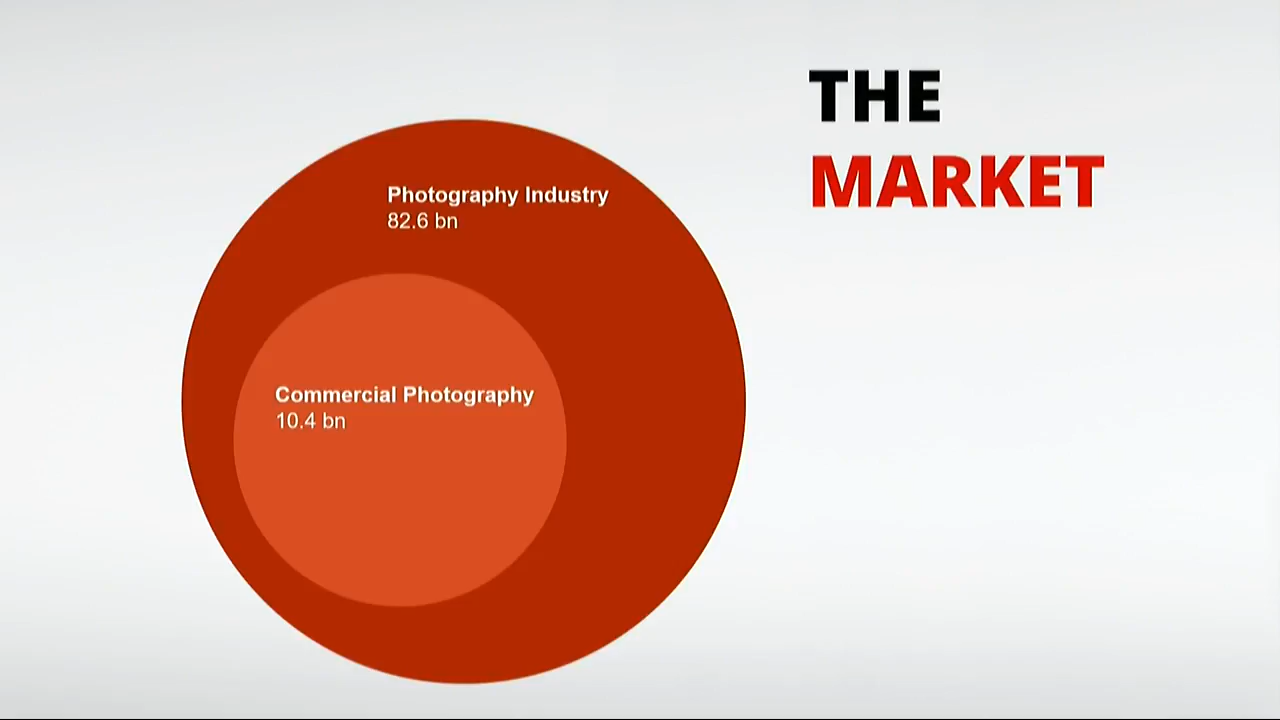 THE
MARKET
Photography Industry
82.6 bn
Commercial Photography
10.4 bn